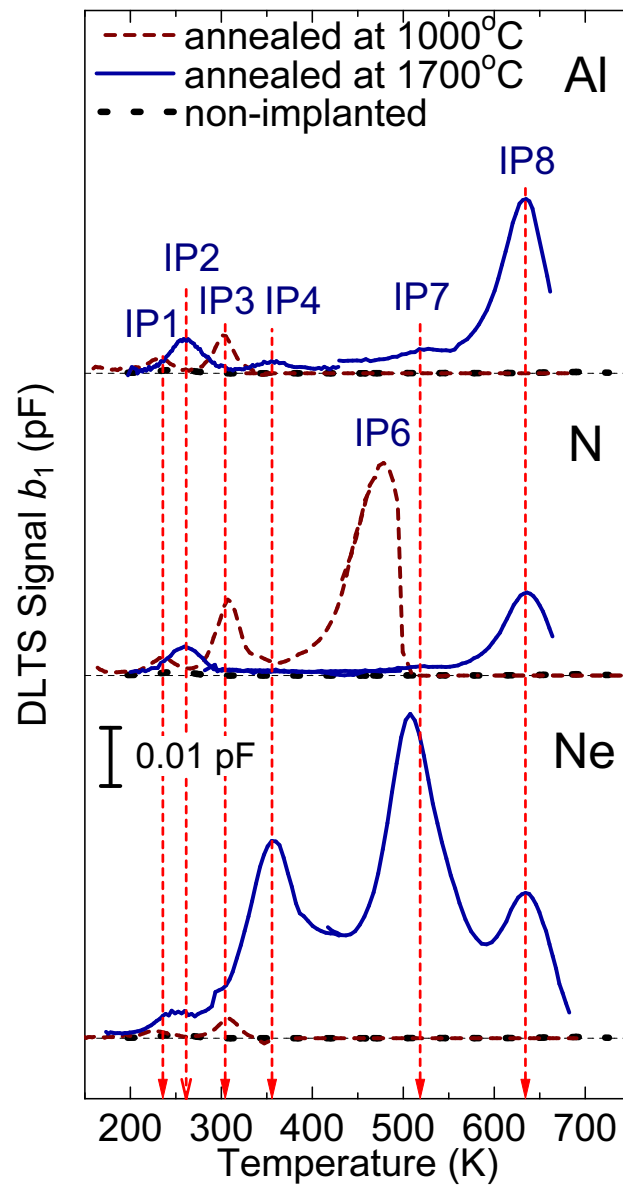 annealed at 1000°C
annealed at 1700°C
non-implanted
Al
IP8
IP2
IP1
IP3
IP4
IP7
N
IP6
DLTS Signal b₁ (pF)
0.01 pF
Ne
200 300 400 500 600 700
Temperature (K)